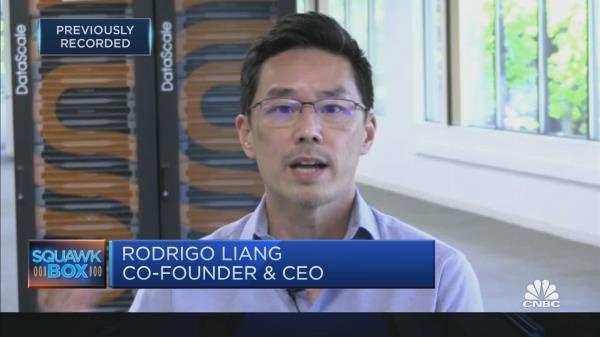 PREVIOUSLY
RECORDED
DataScale
DataScale
SQUAWK
BOX
RODRIGO LIANG
CO-FOUNDER & CEO
CNBC